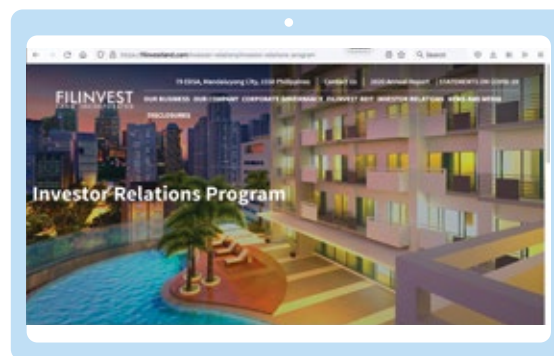 https://filinvestland.com/investor-relations/investor-relations-program
Search
79 EDSA, Mandaluyong City, 1550 Philippines | Contact Us | 2020 Annual Report | STATEMENTS ON COVID-19
FILINVEST
OUR BUSINESS OUR COMPANY CORPORATE GOVERNANCE FILINVEST REIT INVESTOR RELATIONS NEWS AND MEDIA
DISCLOSURES
Investor Relations Program